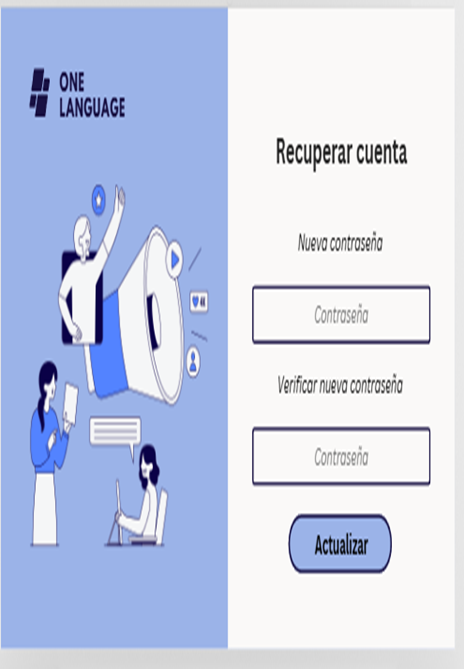 ONE
LANGUAGE
Recuperar cuenta
Nueva contraseña
Contraseña
Verificar nueva contraseña
Contraseña
Actualizar